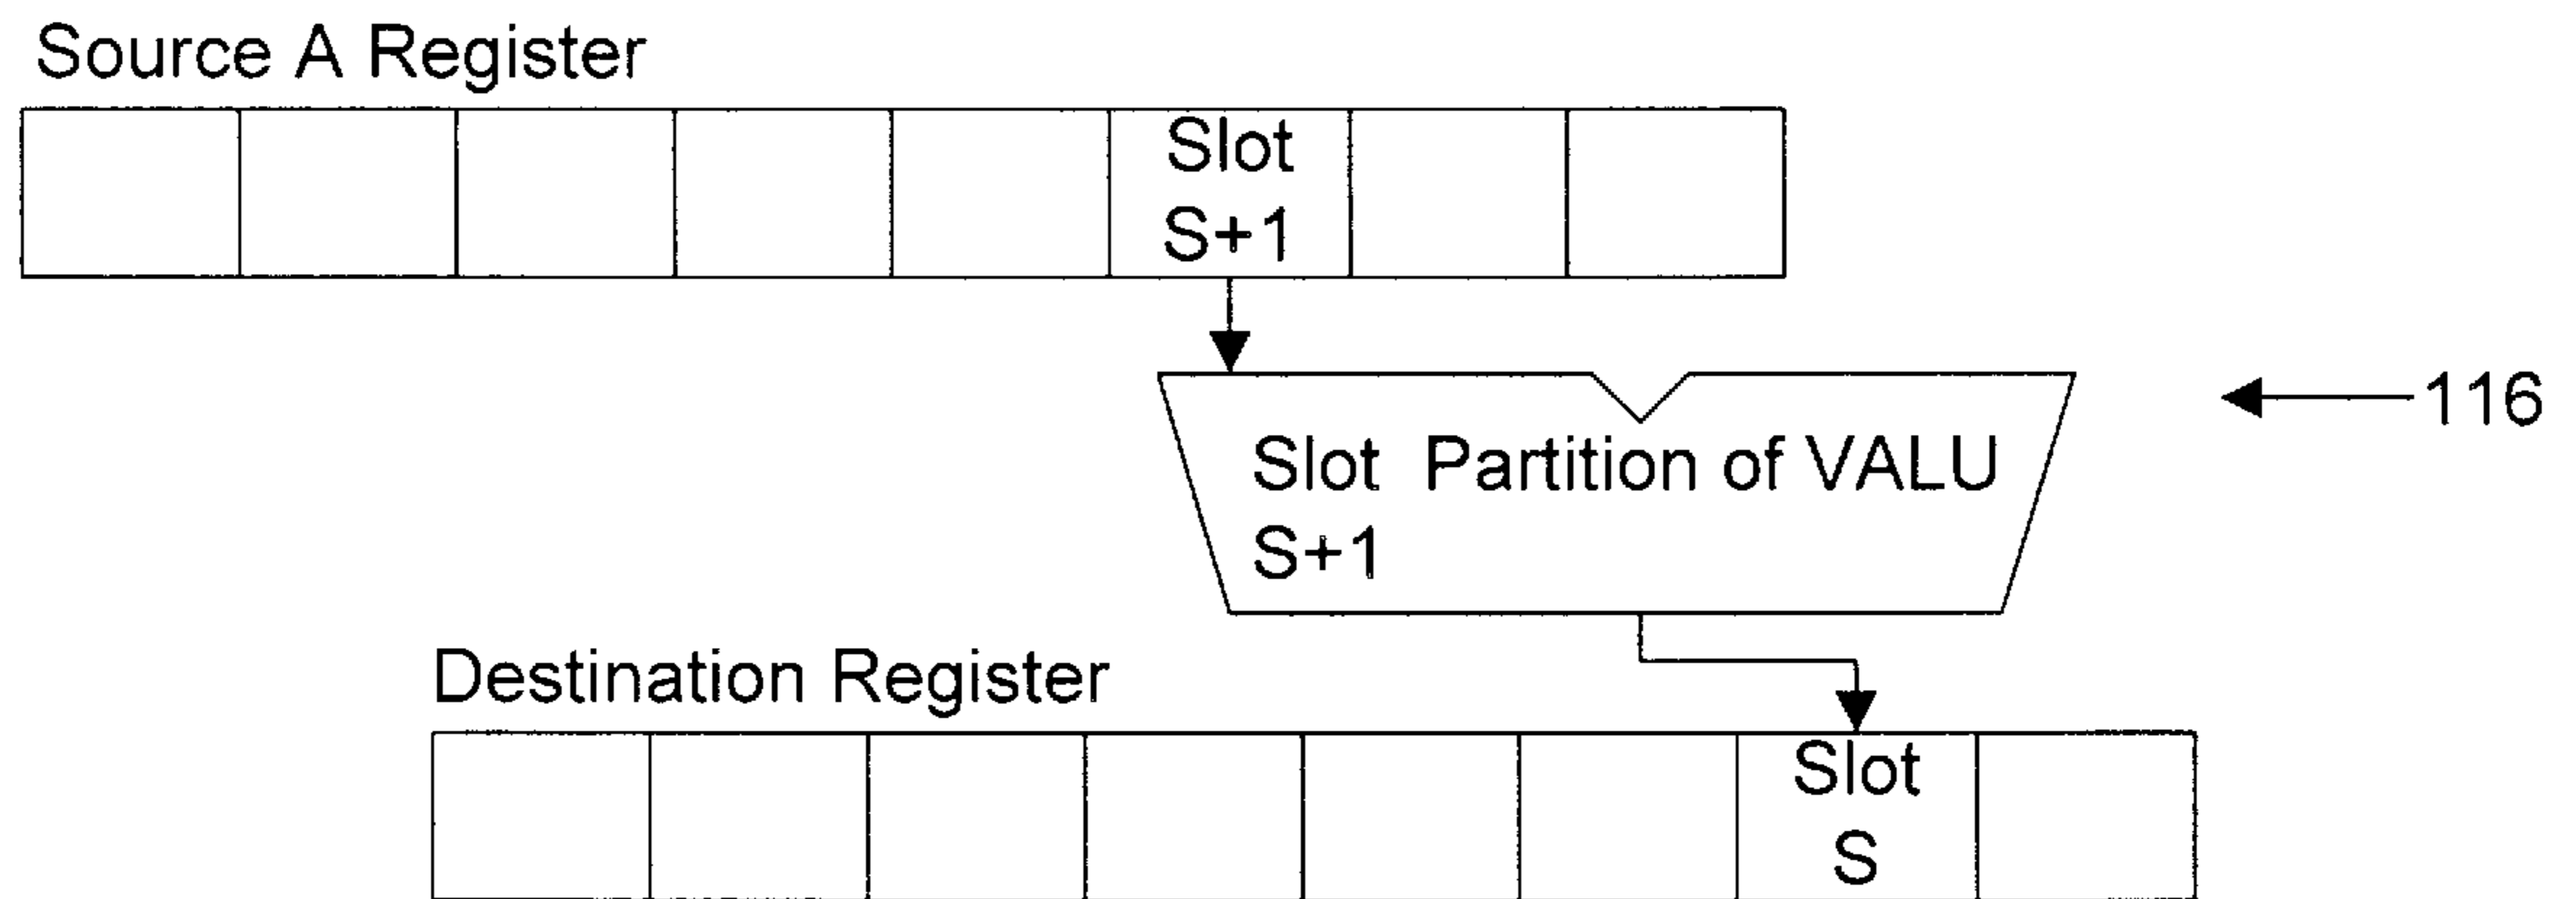 Source A Register
Slot
S+1
116
Slot Partition of VALU
S+1
Destination Register
Slot
S